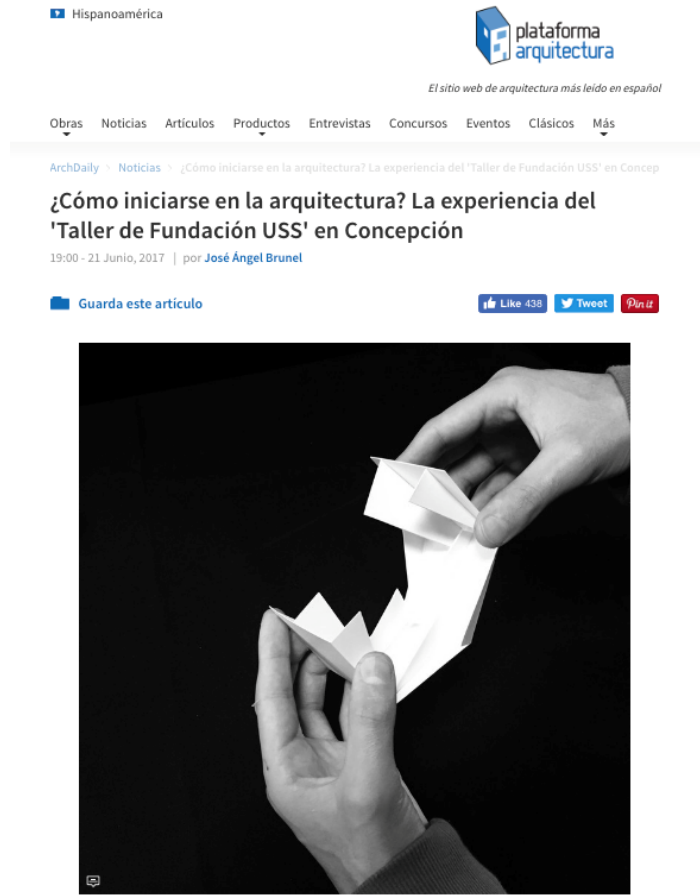 Hispanoamérica
plataforma
arquitectura
El sitio web de arquitectura más leído en español
Obras Noticias Artículos Productos Entrevistas Concursos Eventos Clásicos Más
ArchDaily > Noticias > ¿Cómo iniciarse en la arquitectura? La experiencia del 'Taller de Fundación USS' en Concep
¿Cómo iniciarse en la arquitectura? La experiencia del
'Taller de Fundación USS' en Concepción
19:00 - 21 Junio, 2017 | por José Ángel Brunel
Guarda este artículo Like 438 Tweet Pin it